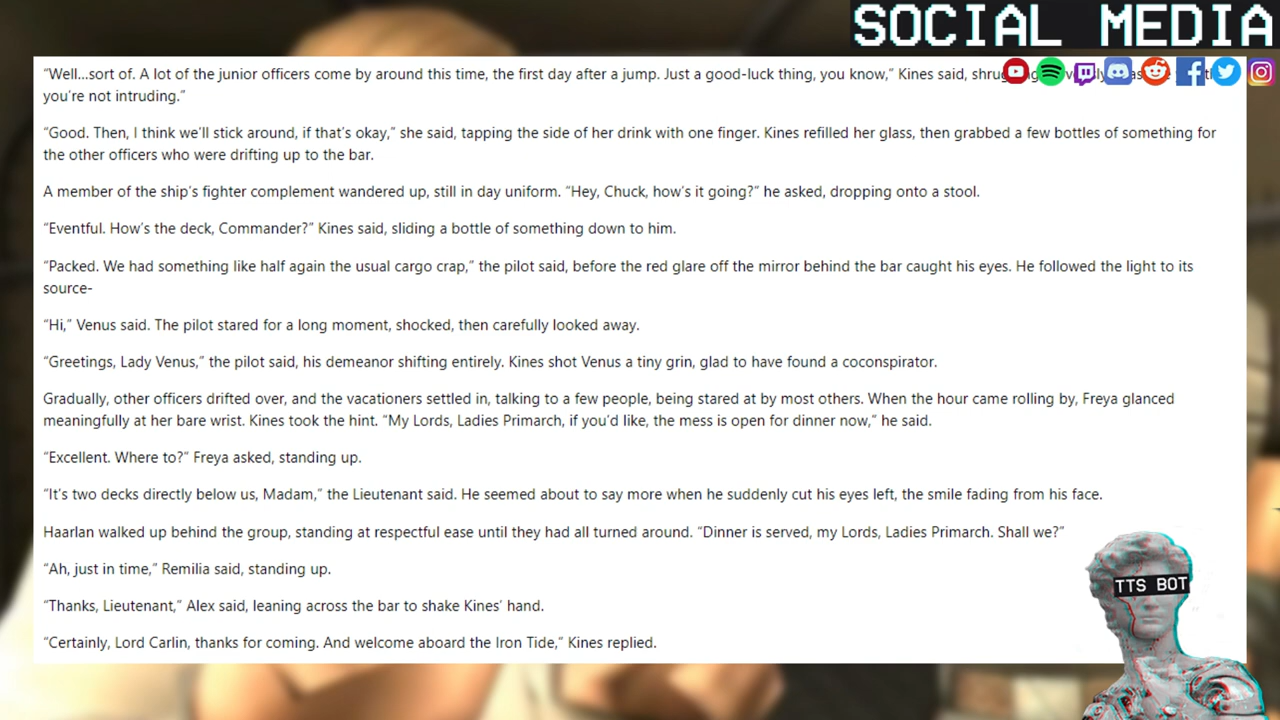 SOCIAL MEDIA
“Well...sort of. A lot of the junior officers come by around this time, the first day after a jump. Just a good-luck thing, you know,” Kines said,
you’re not intruding.”
“Good. Then, I think we’ll stick around, if that’s okay,” she said, tapping the side of her drink with one finger. Kines refilled her glass, then grabbed a few bottles of something for
the other officers who were drifting up to the bar.
A member of the ship’s fighter complement wandered up, still in day uniform. “Hey, Chuck, how’s it going?” he asked, dropping onto a stool.
“Eventful. How’s the deck, Commander?” Kines said, sliding a bottle of something down to him.
“Packed. We had something like half again the usual cargo crap,” the pilot said, before the red glare off the mirror behind the bar caught his eyes. He followed the light to its
source-
“Hi,” Venus said. The pilot stared for a long moment, shocked, then carefully looked away.
“Greetings, Lady Venus,” the pilot said, his demeanor shifting entirely. Kines shot Venus a tiny grin, glad to have found a coconspirator.
Gradually, other officers drifted over, and the vacationers settled in, talking to a few people, being stared at by most others. When the hour came rolling by, Freya glanced
meaningfully at her bare wrist. Kines took the hint. “My Lords, Ladies Primarch, if you’d like, the mess is open for dinner now,” he said.
“Excellent. Where to?” Freya asked, standing up.
“It’s two decks directly below us, Madam,” the Lieutenant said. He seemed about to say more when he suddenly cut his eyes left, the smile fading from his face.
Haarlan walked up behind the group, standing at respectful ease until they had all turned around. “Dinner is served, my Lords, Ladies Primarch. Shall we?”
“Ah, just in time,” Remilia said, standing up.
“Thanks, Lieutenant,” Alex said, leaning across the bar to shake Kines’ hand.
“Certainly, Lord Carlin, thanks for coming. And welcome aboard the Iron Tide,” Kines replied.
TTS BOT